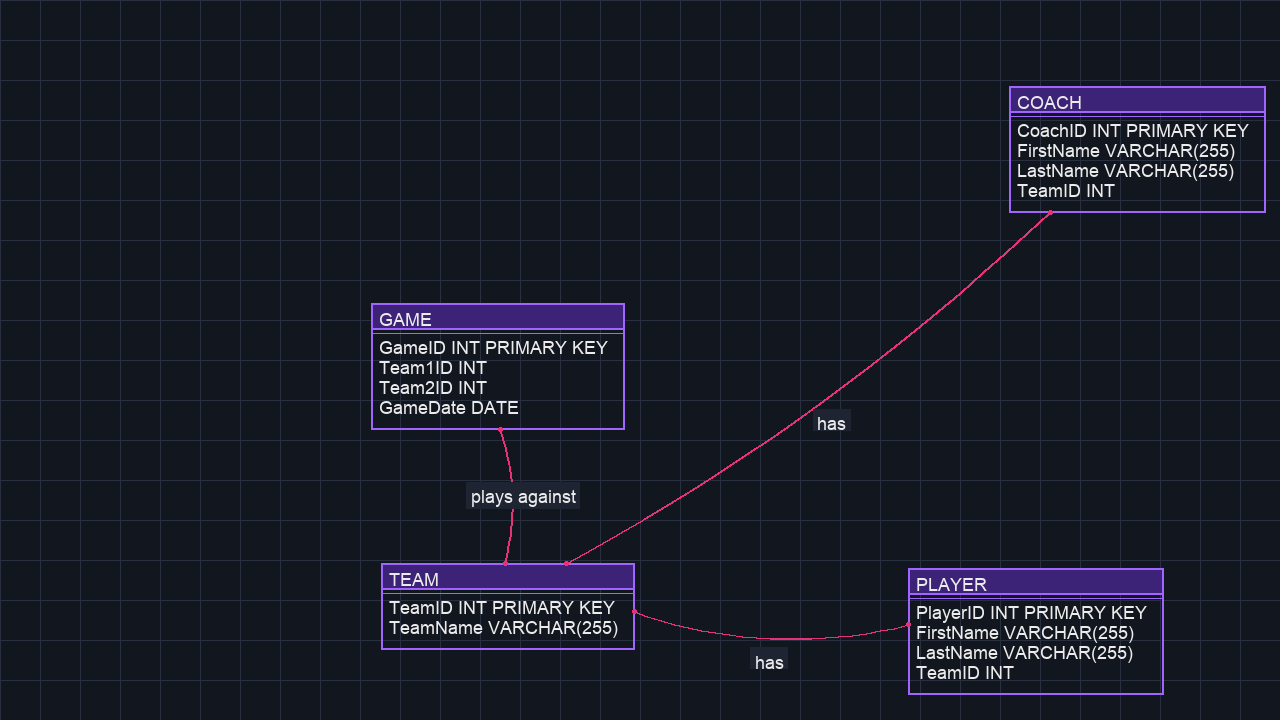 COACH
CoachID INT PRIMARY KEY
FirstName VARCHAR(255)
LastName VARCHAR(255)
TeamID INT
GAME
GameID INT PRIMARY KEY
Team1ID INT
Team2ID INT
GameDate DATE
has
plays against
TEAM
TeamID INT PRIMARY KEY
TeamName VARCHAR(255)
PLAYER
PlayerID INT PRIMARY KEY
FirstName VARCHAR(255)
LastName VARCHAR(255)
TeamID INT
has